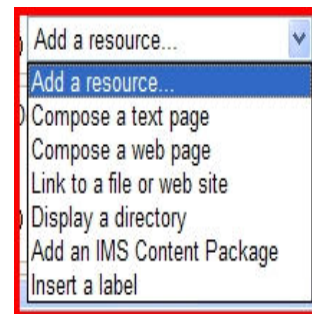 Add a resource...
Add a resource...
Compose a text page
Compose a web page
Link to a file or web site
Display a directory
Add an IMS Content Package
Insert a label